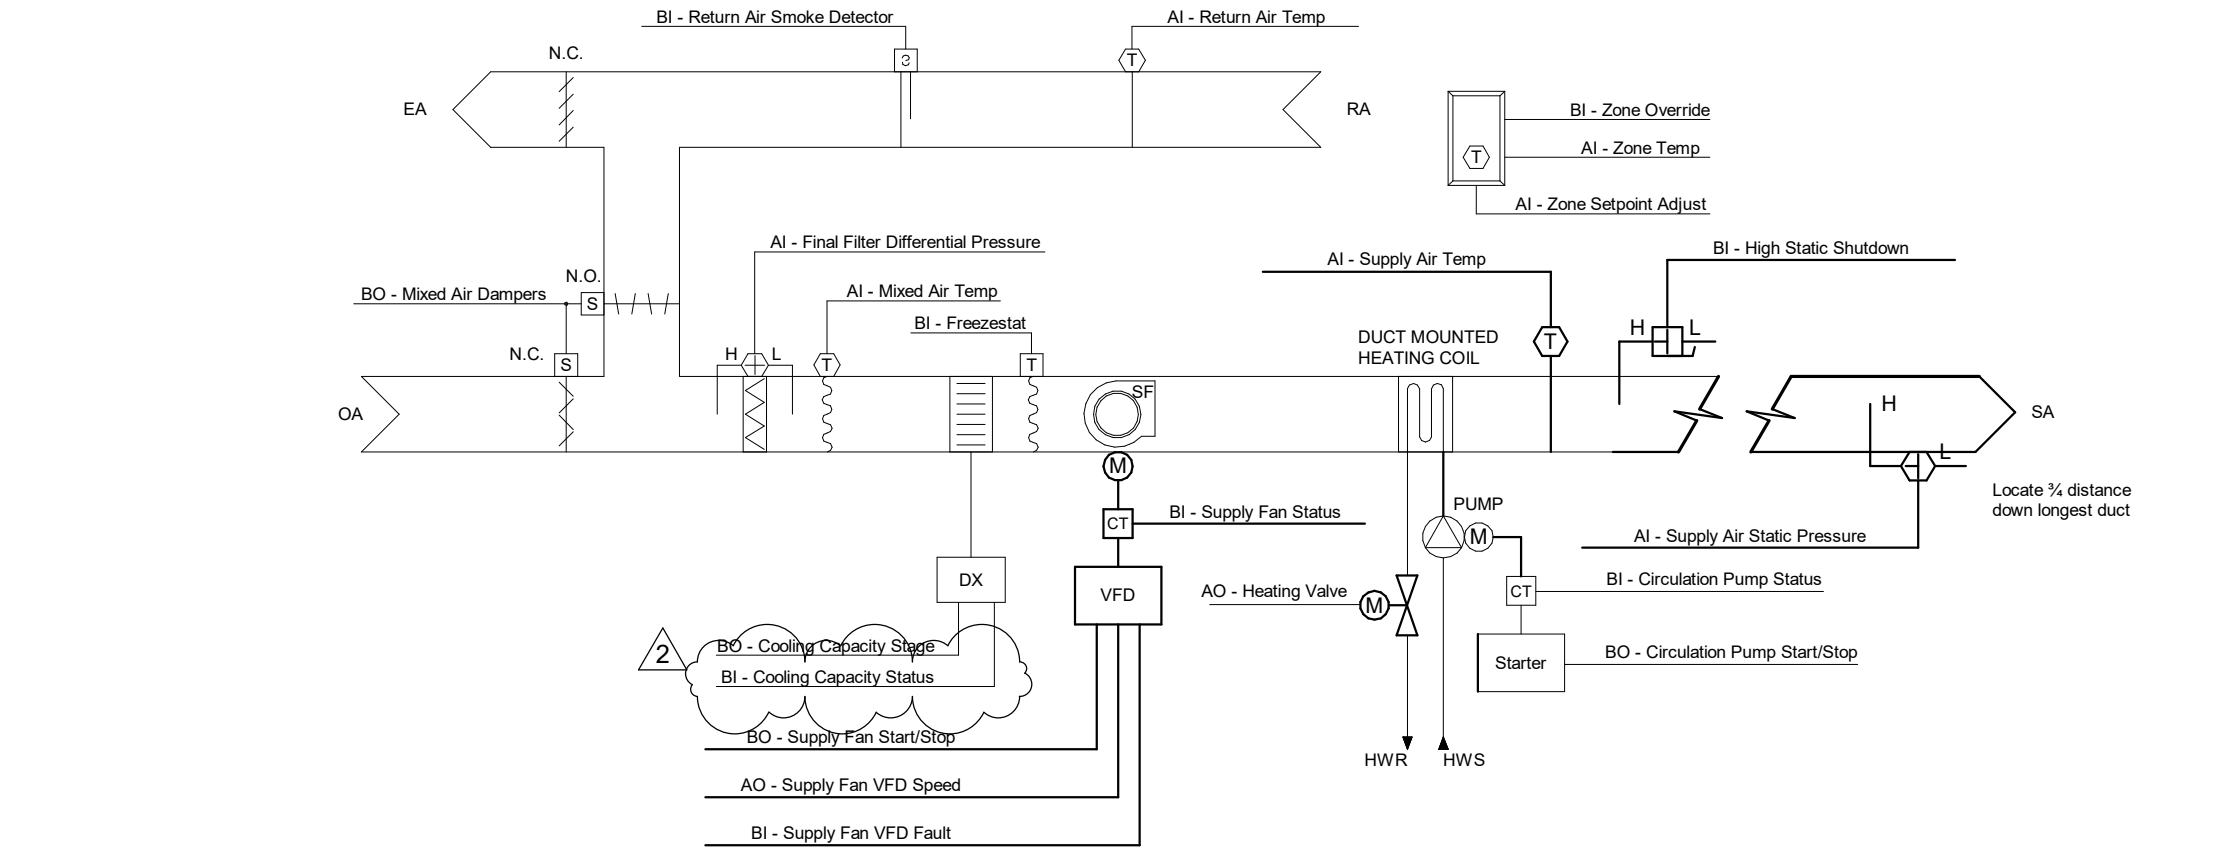 BI - Return Air Smoke Detector
AI - Return Air Temp
N.C.
T
EA
RA
BI - Zone Override
AI - Zone Temp
T
AI - Zone Setpoint Adjust
AI - Final Filter Differential Pressure
BI - High Static Shutdown
AI - Supply Air Temp
N.O.
BO - Mixed Air Dampers
S
AI - Mixed Air Temp
BI - Freezestat
H
L
DUCT MOUNTED
HEATING COIL
T
N.C.
S
H
L
T
T
SF
OA
H
SA
L
M
Locate ¾ distance
down longest duct
CT
BI - Supply Fan Status
PUMP
M
AI - Supply Air Static Pressure
DX
VFD
AO - Heating Valve
M
CT
BI - Circulation Pump Status
2
BO - Cooling Capacity Stage
BI - Cooling Capacity Status
Starter
BO - Circulation Pump Start/Stop
BO - Supply Fan Start/Stop
HWR
HWS
AO - Supply Fan VFD Speed
BI - Supply Fan VFD Fault